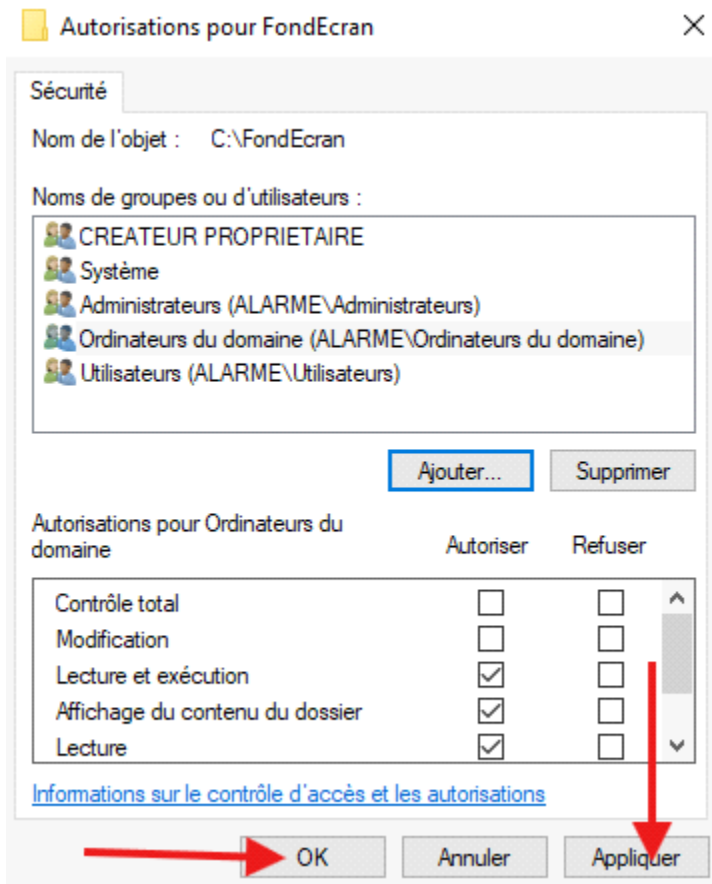 Autorisations pour FondEcran
Sécurité
Nom de l'objet : C:\FondEcran
Noms de groupes ou d'utilisateurs :
CREATEUR PROPRIETAIRE
Système
Administrateurs (ALARME\Administrateurs)
Ordinateurs du domaine (ALARME\Ordinateurs du domaine)
Utilisateurs (ALARME\Utilisateurs)
Ajouter... Supprimer
Autorisations pour Ordinateurs du
domaine Autoriser Refuser
Contrôle total
Modification
Lecture et exécution
Affichage du contenu du dossier
Lecture
Informations sur le contrôle d'accès et les autorisations
OK Annuler Appliquer